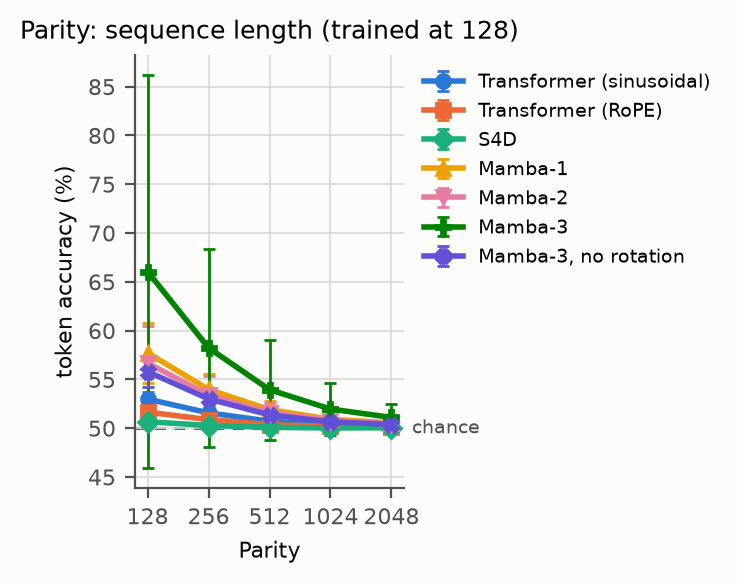 Parity: sequence length (trained at 128)
85
80
75
70
65
60
55
50
45
token accuracy (%)
128 256 512 1024 2048
Parity
chance
Transformer (sinusoidal)
Transformer (RoPE)
S4D
Mamba-1
Mamba-2
Mamba-3
Mamba-3, no rotation